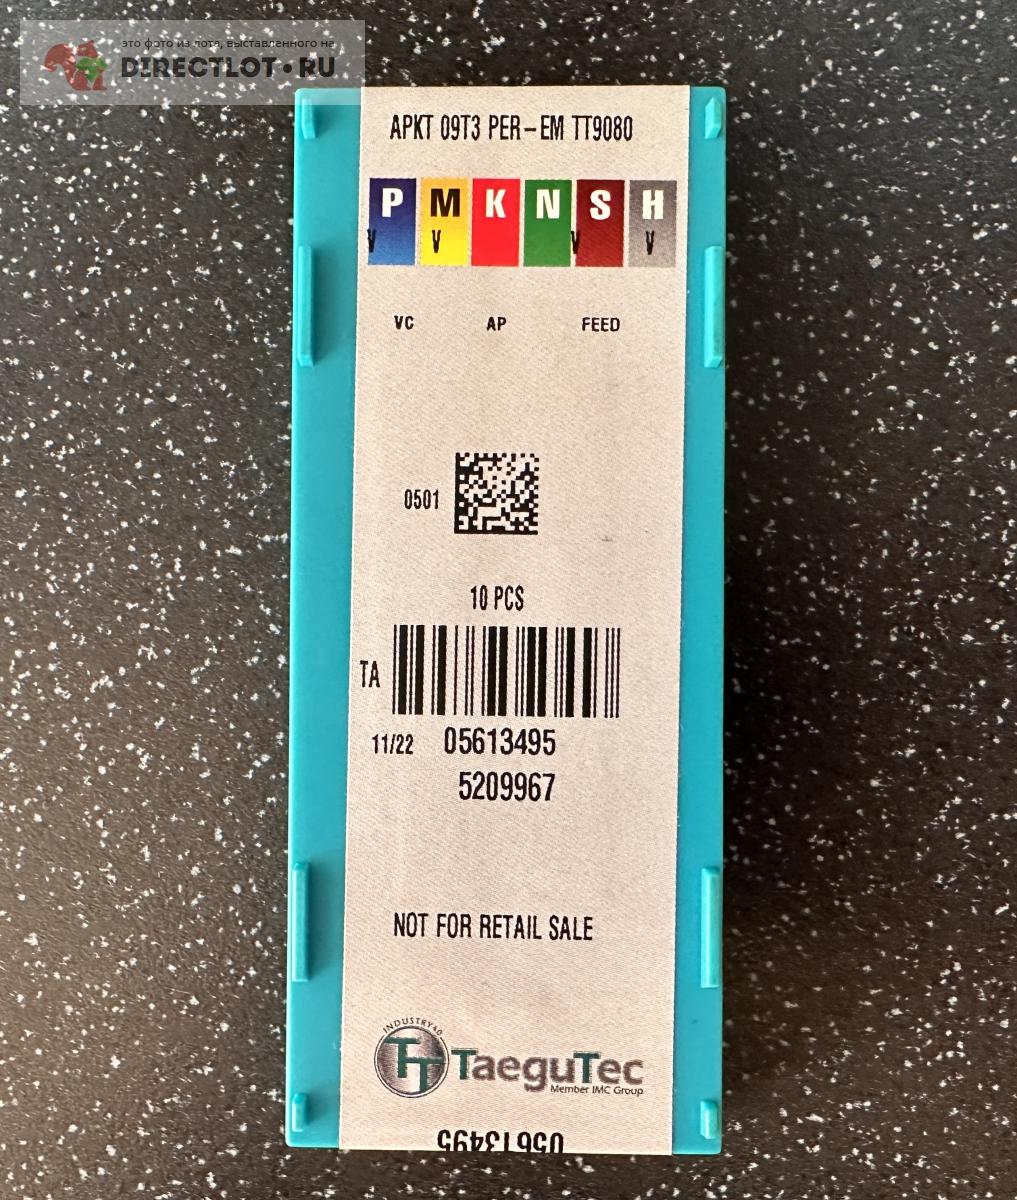 это фото из лота, выставленного на
DIRECTLOT•RU
APKT 09T3 PER-EM TT9080
P M K N S H
V V V V
VC AP FEED
0501
10 PCS
TA
11/22 05613495
5209967
NOT FOR RETAIL SALE
INDUSTRY4.0
TT TaeguTec
Member IMC Group
05613495